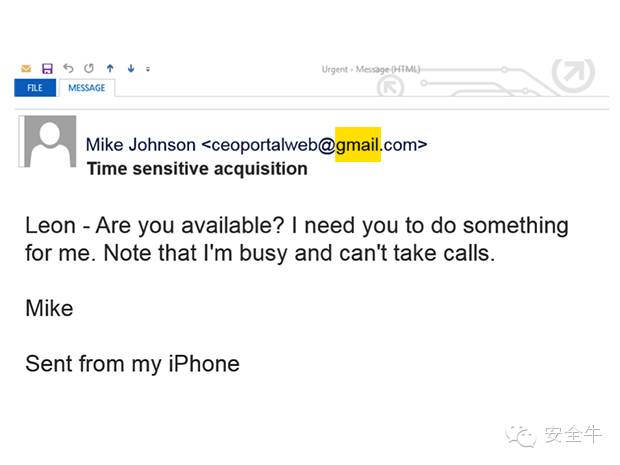 Urgent - Message (HTML)
FILE MESSAGE
Mike Johnson <ceoportalweb@gmail.com>
Time sensitive acquisition
Leon - Are you available? I need you to do something
for me. Note that I'm busy and can't take calls.
Mike
Sent from my iPhone
安全牛